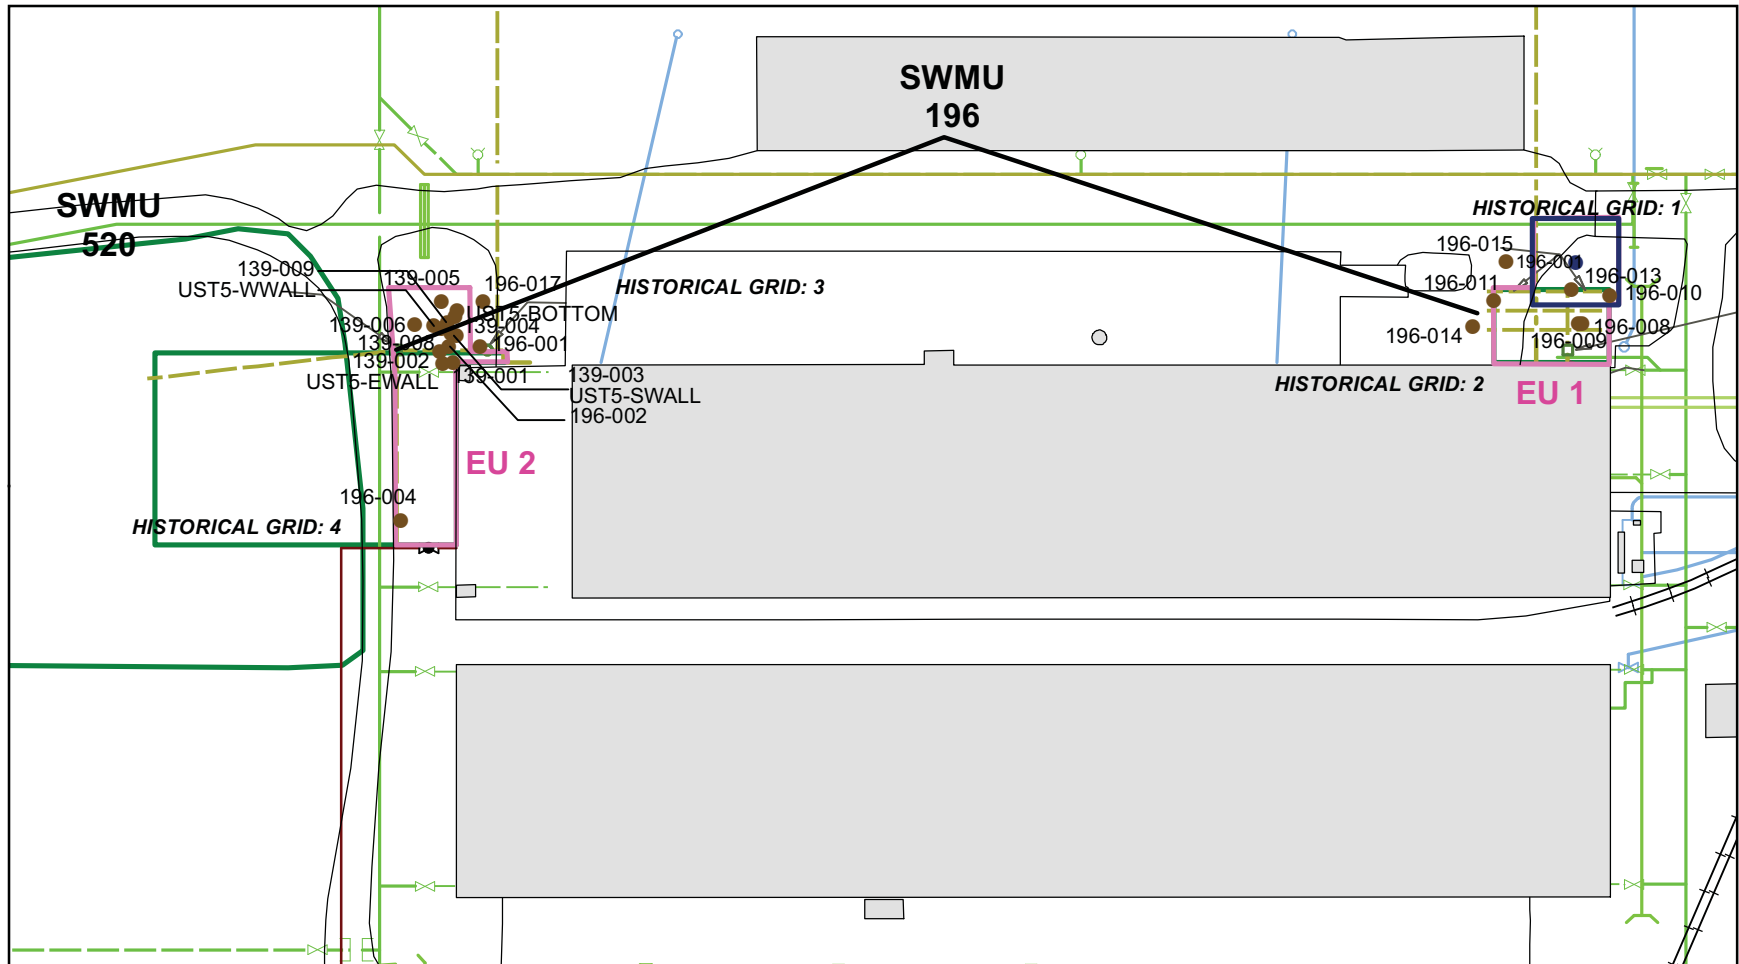 SWMU
196
SWMU
520
HISTORICAL GRID: 1
196-015
196-001
139-009
139-005
196-017
196-011
196-013
UST5-WWALL
HISTORICAL GRID: 3
196-010
UST5-BOTTOM
139-006
139-004
196-014
196-008
139-008
196-001
196-009
139-002
UST5-EWALL
139-001
139-003
HISTORICAL GRID: 2
EU 1
UST5-SWALL
196-002
EU 2
196-004
HISTORICAL GRID: 4